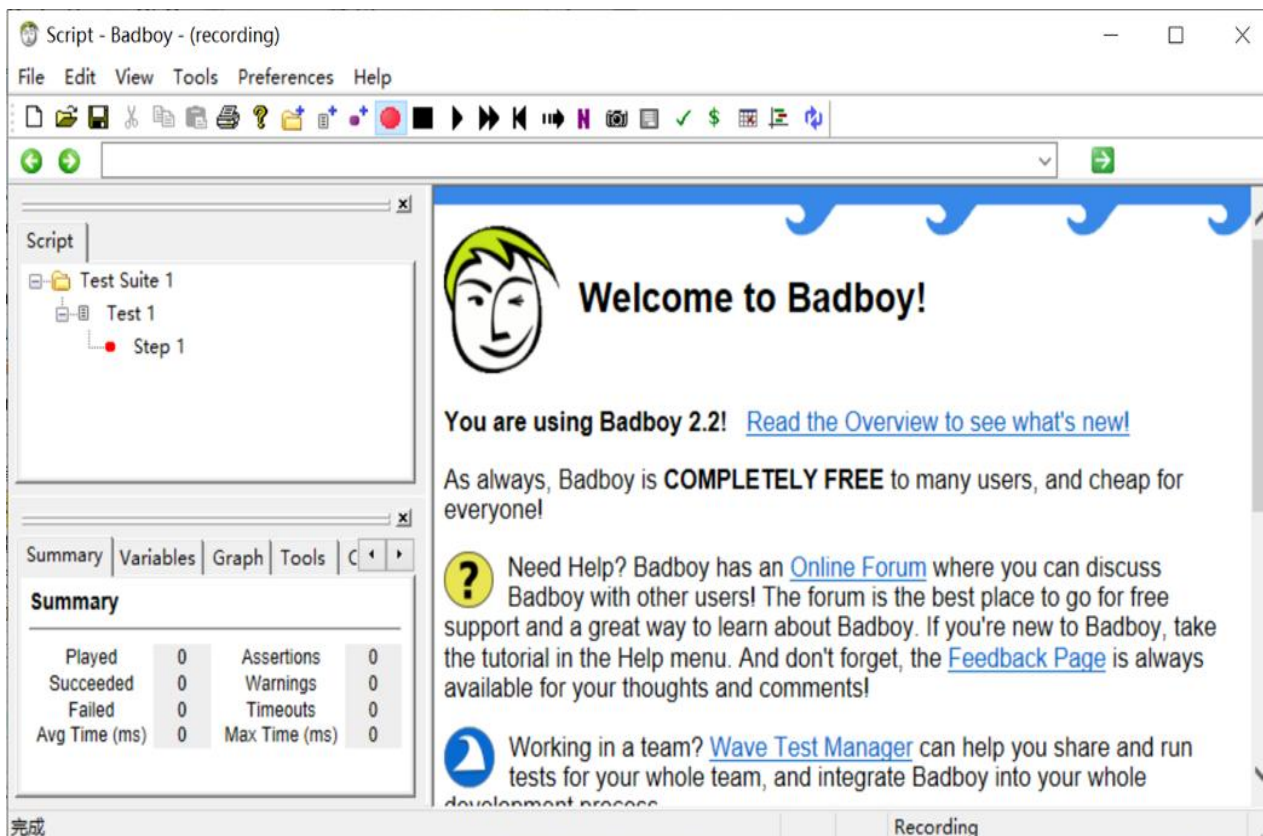 Script - Badboy - (recording)
File Edit View Tools Preferences Help
Script
Test Suite 1
Test 1
Step 1
Summary Variables Graph Tools
Summary
Played 0 Assertions 0
Succeeded 0 Warnings 0
Failed 0 Timeouts 0
Avg Time (ms) 0 Max Time (ms) 0
Welcome to Badboy!
You are using Badboy 2.2! Read the Overview to see what's new!
As always, Badboy is COMPLETELY FREE to many users, and cheap for
everyone!
Need Help? Badboy has an Online Forum where you can discuss
Badboy with other users! The forum is the best place to go for free
support and a great way to learn about Badboy. If you're new to Badboy, take
the tutorial in the Help menu. And don't forget, the Feedback Page is always
available for your thoughts and comments!
Working in a team? Wave Test Manager can help you share and run
tests for your whole team, and integrate Badboy into your whole
development process
完成 Recording